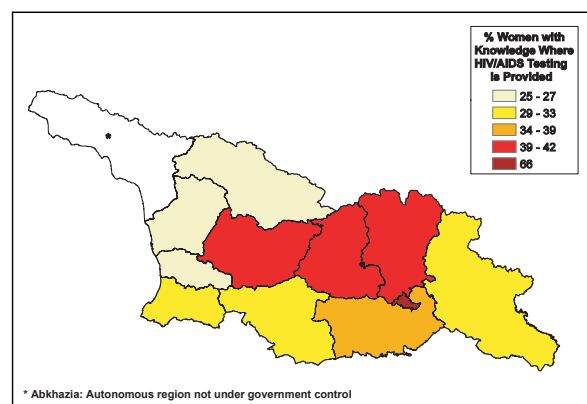 % Women with
Knowledge Where
HIV/AIDS Testing
is Provided
25 - 27
29 - 33
34 - 39
39 - 42
66
*
* Abkhazia: Autonomous region not under government control